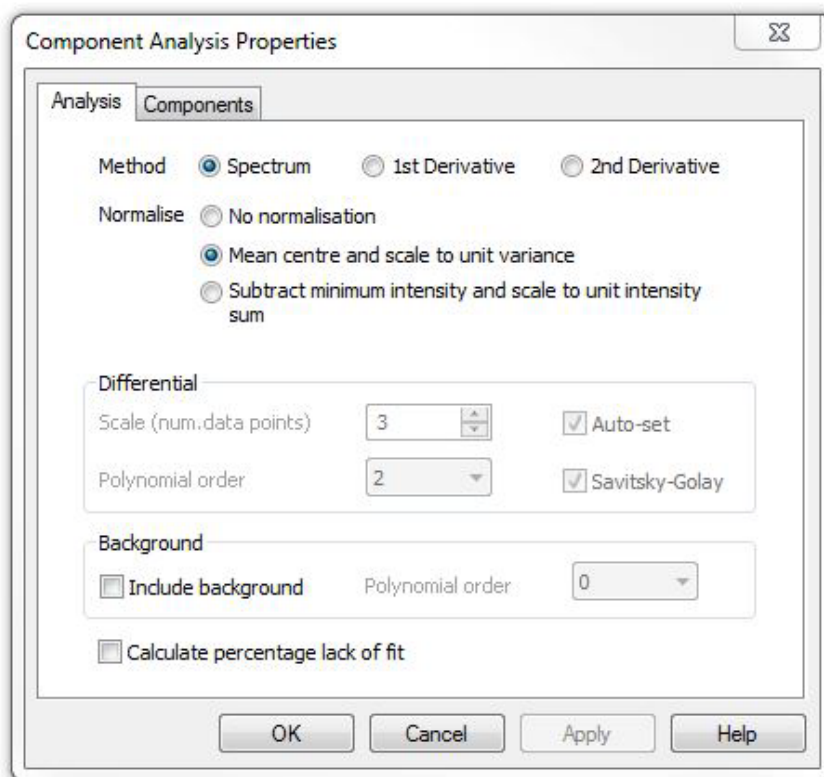 Component Analysis Properties
Analysis Components
Method Spectrum 1st Derivative 2nd Derivative
Normalise No normalisation
Mean centre and scale to unit variance
Subtract minimum intensity and scale to unit intensity
sum
Differential
Scale (num.data points) 3 Auto-set
Polynomial order 2 Savitsky-Golay
Background
Include background Polynomial order 0
Calculate percentage lack of fit
OK Cancel Apply Help